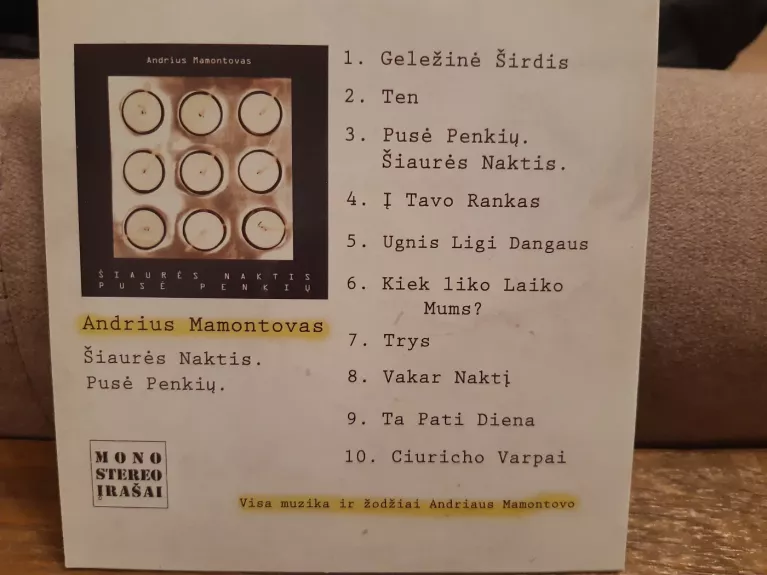 Andrius Mamontovas
ŠIAURĖS NAKTIS
PUSĖ PENKIŲ
Andrius Mamontovas
Šiaurės Naktis.
Pusė Penkių.
MONO
STEREO
ĮRAŠAI
1. Geležinė Širdis
2. Ten
3. Pusė Penkių.
Šiaurės Naktis.
4. Į Tavo Rankas
5. Ugnis Ligi Dangaus
6. Kiek liko Laiko
Mums?
7. Trys
8. Vakar Naktį
9. Ta Pati Diena
10. Ciuricho Varpai
Visa muzika ir žodžiai Andriaus Mamontovo